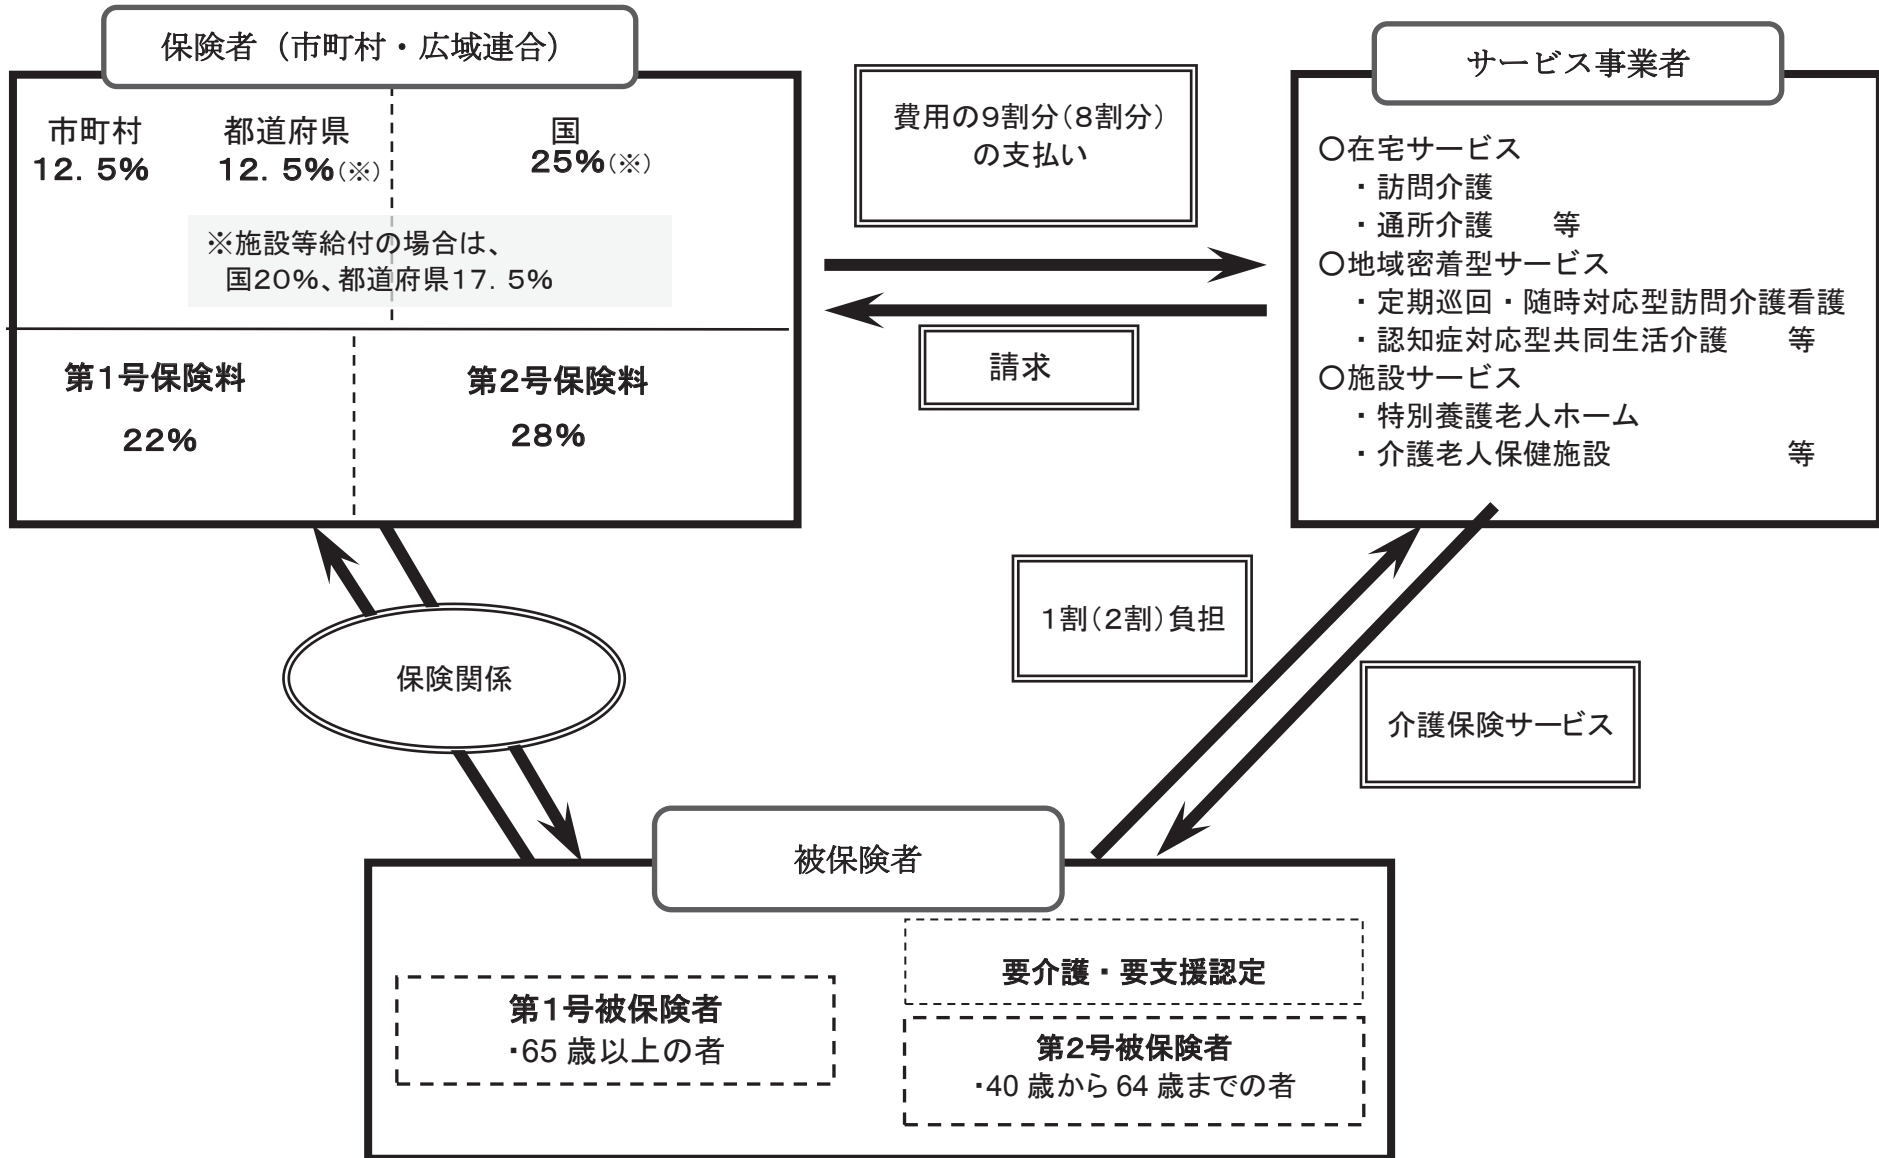 保険者（市町村・広域連合）
市町村
12．5%
都道府県
12．5%(※)
国
25%(※)
※施設等給付の場合は、
国20%、都道府県17．5%
第1号保険料
22%
第2号保険料
28%
費用の9割分（8割分）
の支払い
請求
サービス事業者
○在宅サービス
・訪問介護
・通所介護　等
○地域密着型サービス
・定期巡回・随時対応型訪問介護看護
・認知症対応型共同生活介護　等
○施設サービス
・特別養護老人ホーム
・介護老人保健施設　等
保険関係
1割（2割）負担
介護保険サービス
被保険者
第1号被保険者
・65 歳以上の者
要介護・要支援認定
第2号被保険者
・40 歳から 64 歳までの者